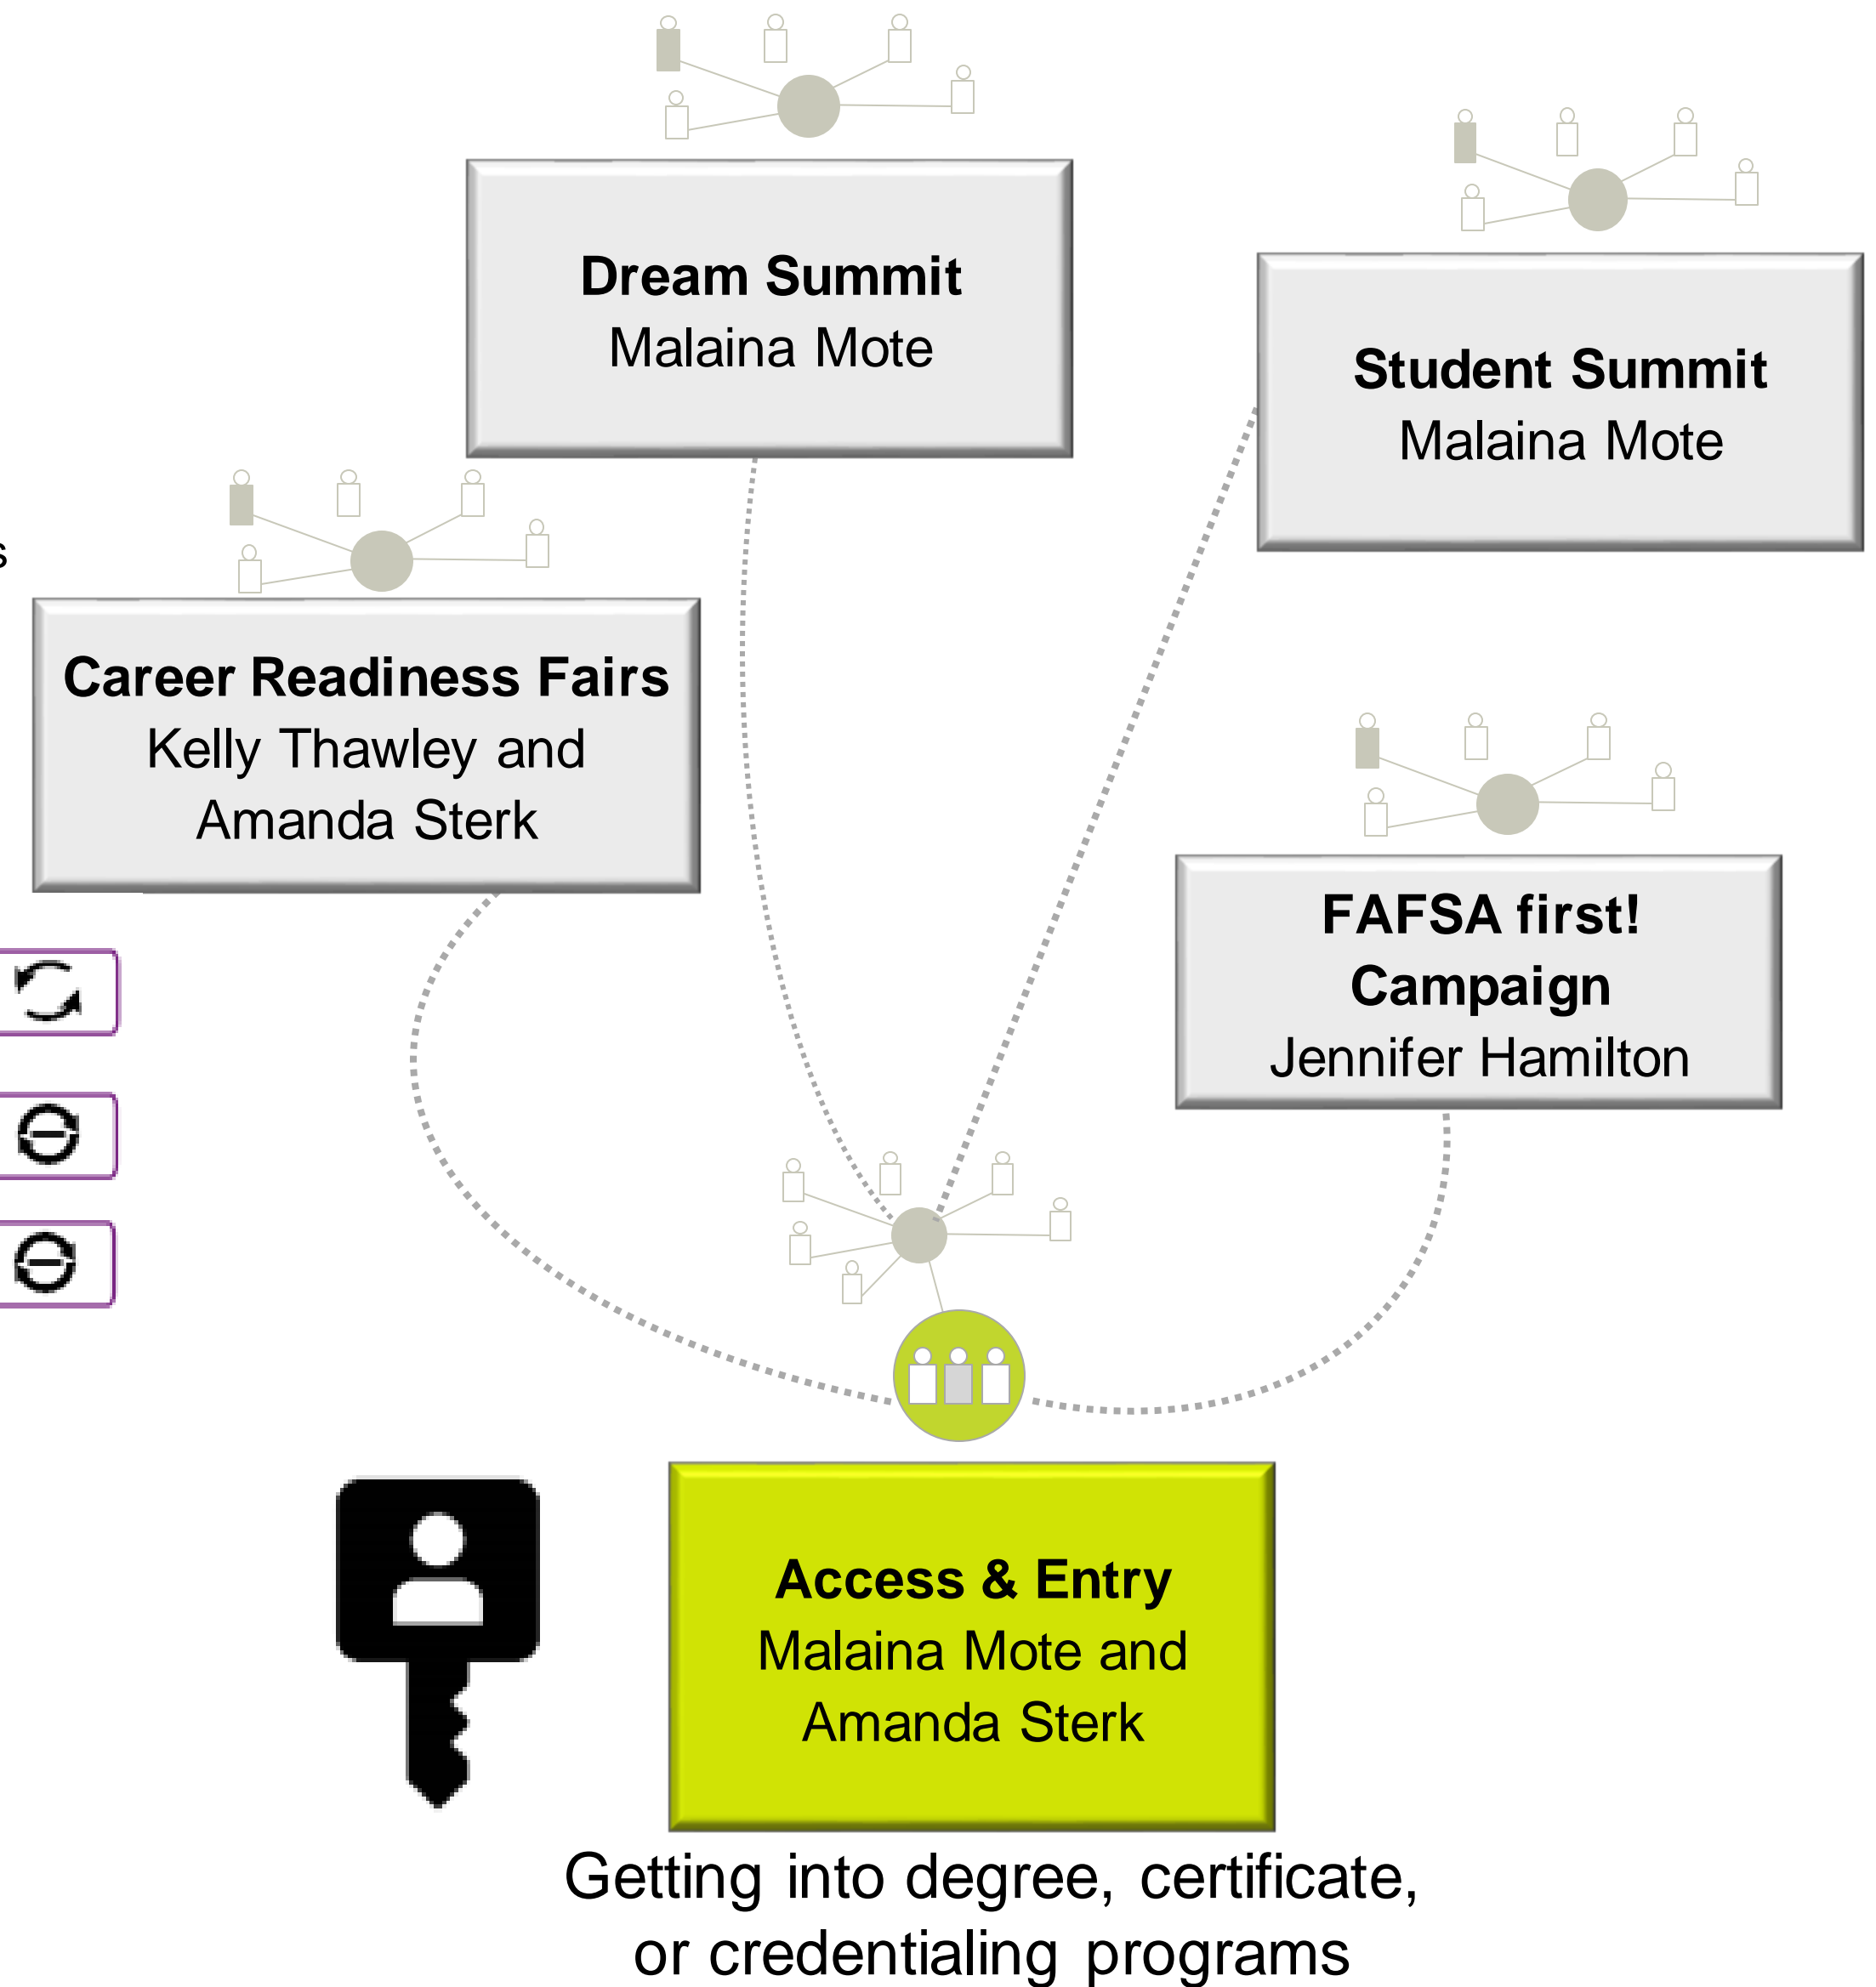 Dream Summit
Malaina Mote
Student Summit
Malaina Mote
s
Career Readiness Fairs
Kelly Thawley and
Amanda Sterk
FAFSA first!
Campaign
Jennifer Hamilton
Access & Entry
Malaina Mote and
Amanda Sterk
Getting into degree, certificate,
or credentialing programs